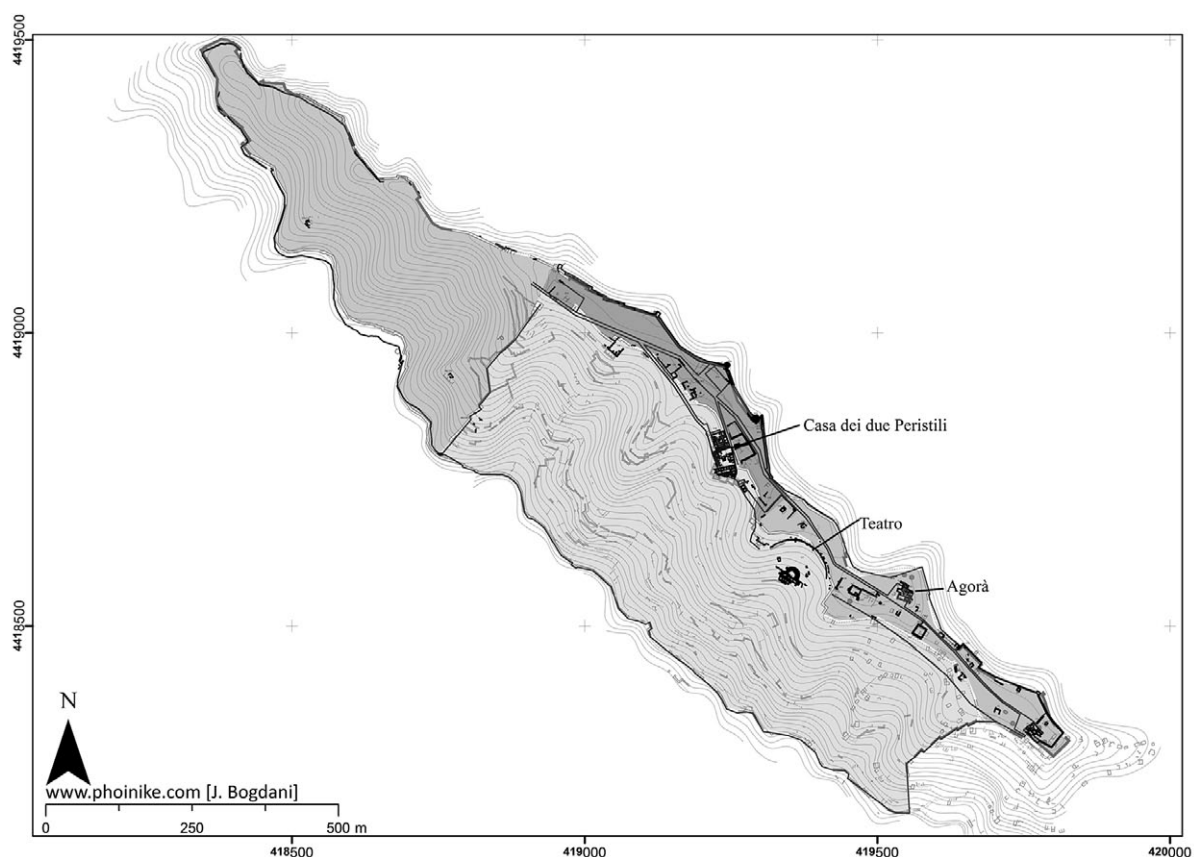 4419500
4419000
Casa dei due Peristili
Teatro
Agorà
4418500
N
www.phoinike.com [J. Bogdani]
0 250 500 m
418500 419000 419500 420000